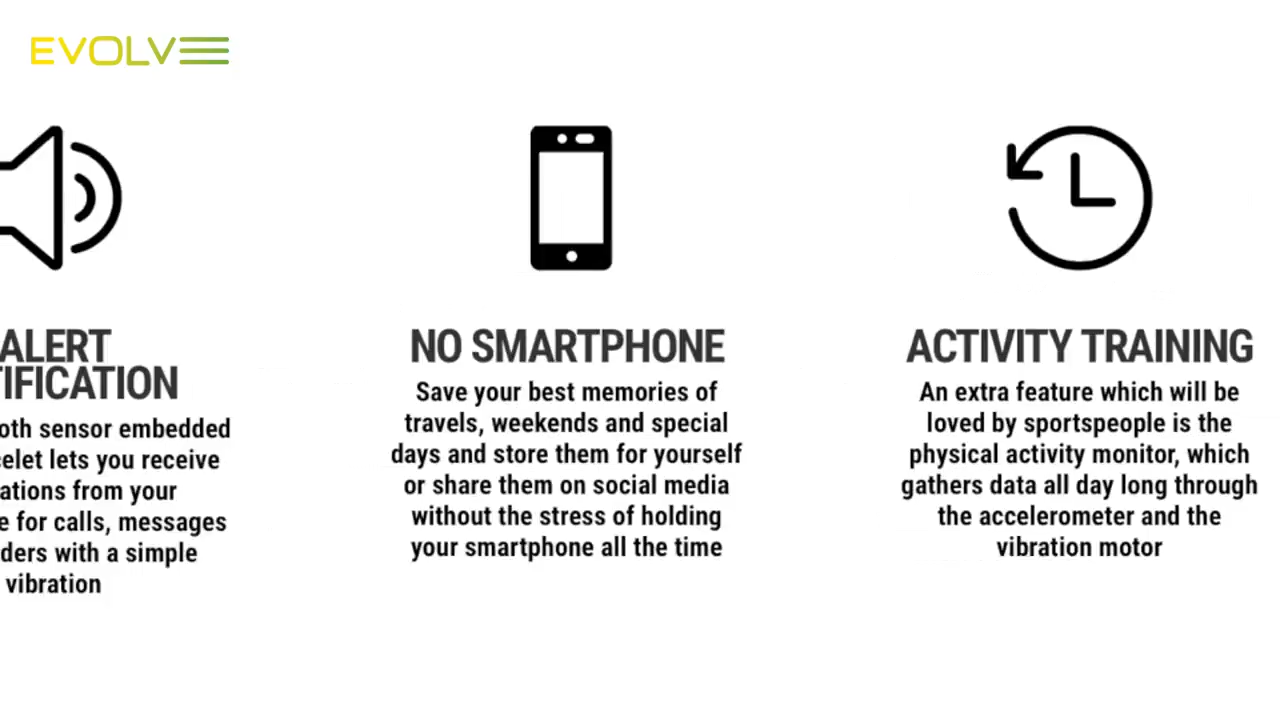 EVOLVE
ALERT
TIFICATION
oth sensor embedded
celet lets you receive
ations from your
e for calls, messages
ders with a simple
vibration
NO SMARTPHONE
Save your best memories of
travels, weekends and special
days and store them for yourself
or share them on social media
without the stress of holding
your smartphone all the time
ACTIVITY TRAINING
An extra feature which will be
loved by sportspeople is the
physical activity monitor, which
gathers data all day long through
the accelerometer and the
vibration motor